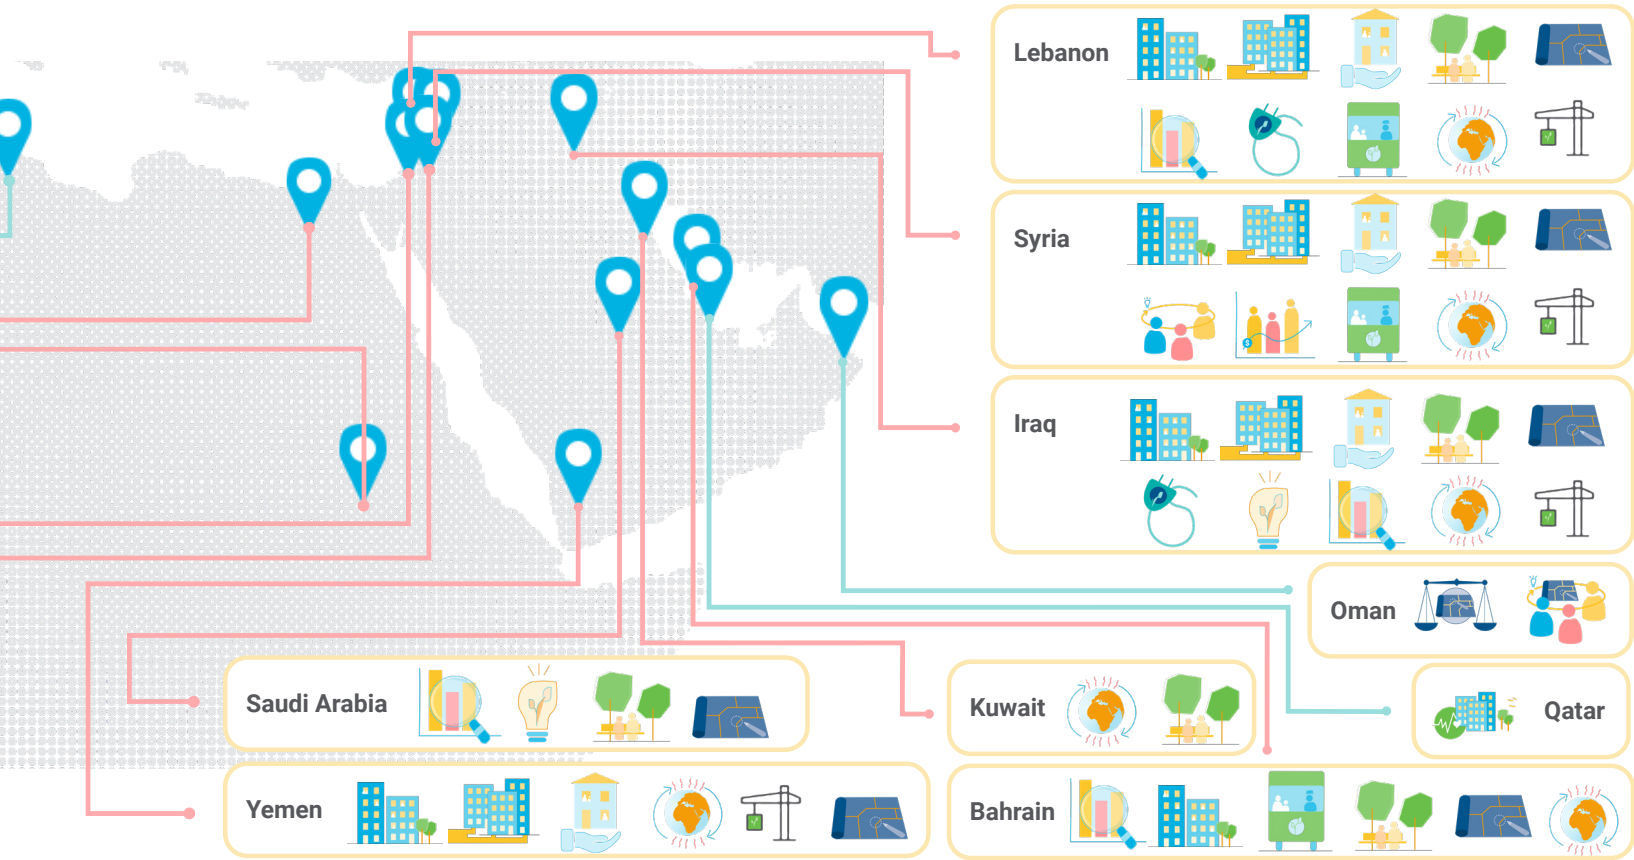 Lebanon
Syria
Iraq
Oman
Saudi Arabia
Kuwait
Qatar
Yemen
Bahrain